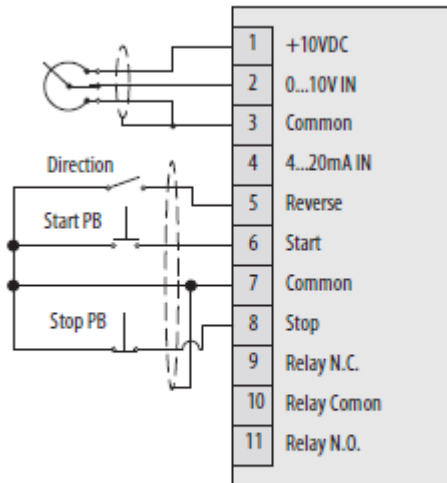 1 +10VDC
2 0...10V IN
3 Common
4 4...20mA IN
Direction
5 Reverse
Start PB
6 Start
7 Common
Stop PB
8 Stop
9 Relay N.C.
10 Relay Comon
11 Relay N.O.